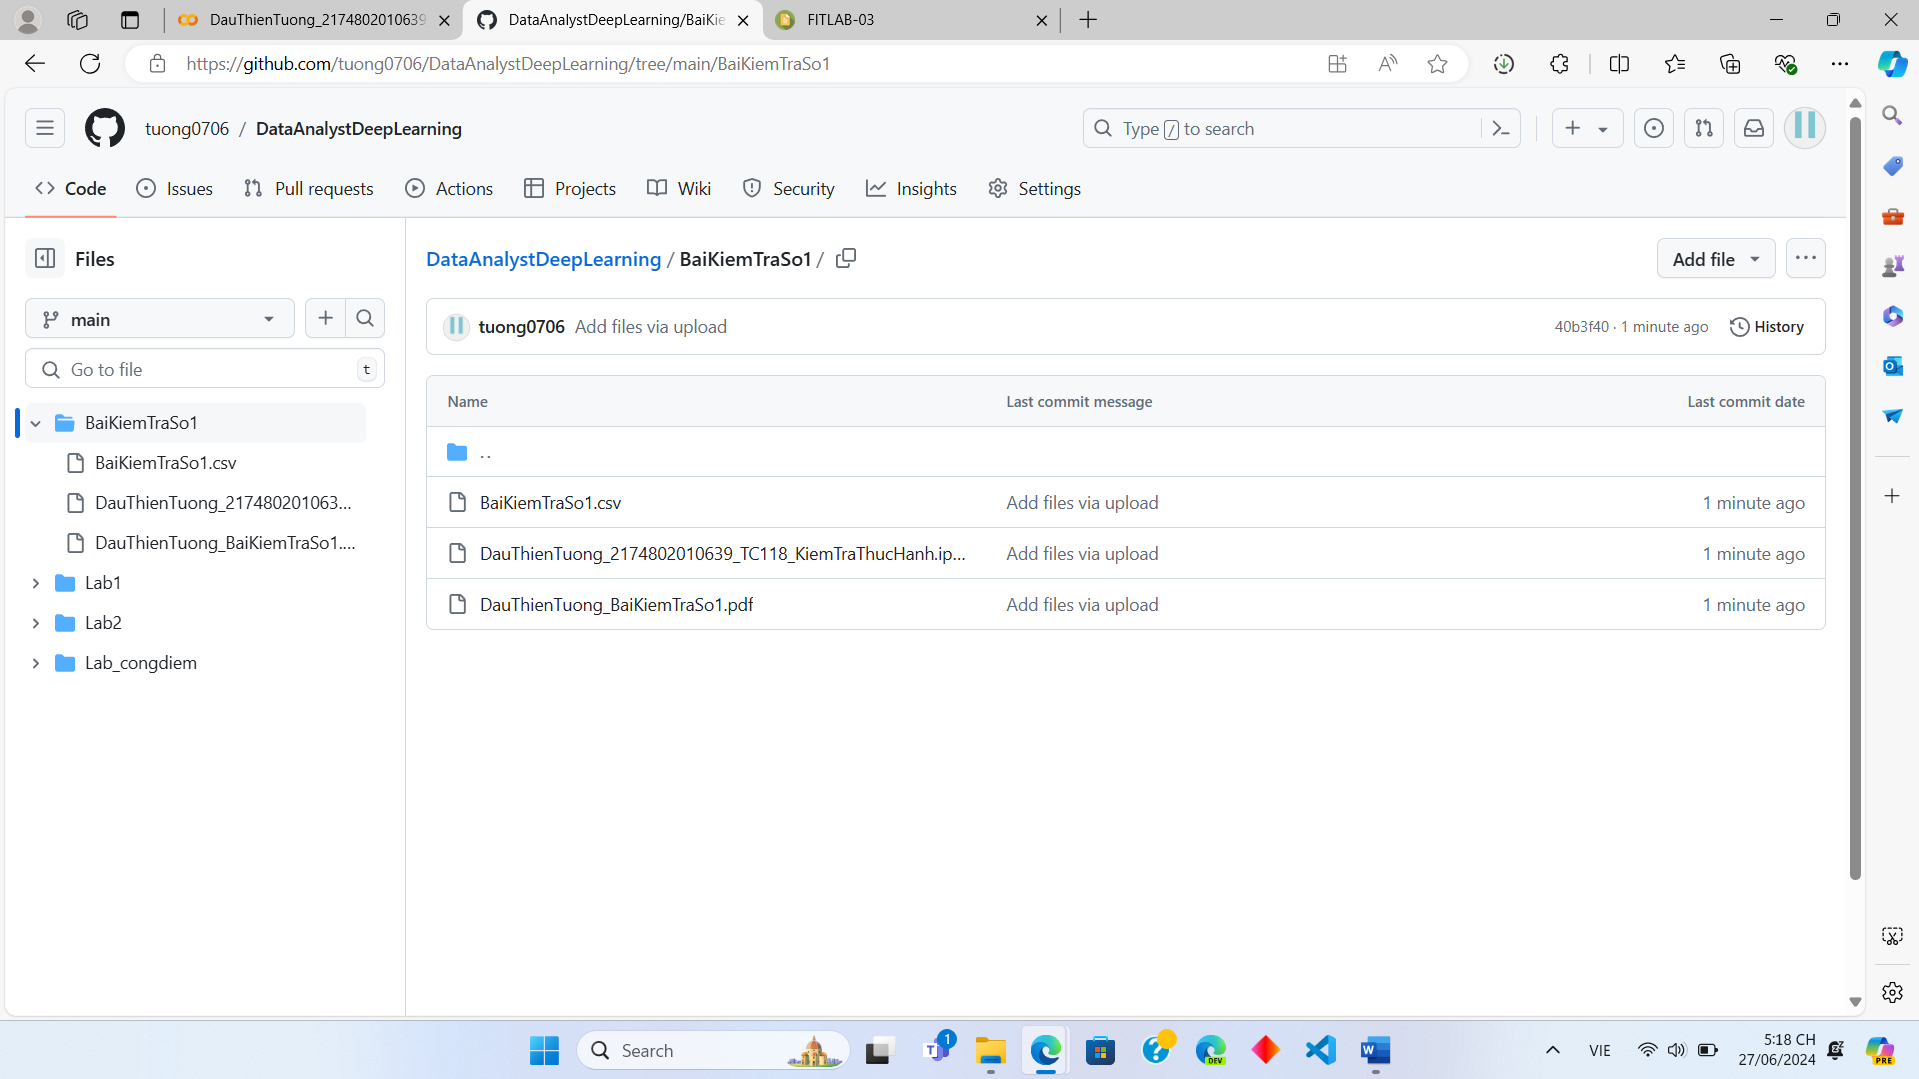 DauThienTuong_2174802010639
DataAnalystDeepLearning/BaiKie
FITLAB-03
https://github.com/tuong0706/DataAnalystDeepLearning/tree/main/BaiKiemTraSo1
tuong0706 / DataAnalystDeepLearning
Type / to search
Code
Issues
Pull requests
Actions
Projects
Wiki
Security
Insights
Settings
Files
main
Go to file
t
BaiKiemTraSo1
BaiKiemTraSo1.csv
DauThienTuong_217480201063...
DauThienTuong_BaiKiemTraSo1....
Lab1
Lab2
Lab_congdiem
DataAnalystDeepLearning / BaiKiemTraSo1 /
Add file
tuong0706 Add files via upload
40b3f40 · 1 minute ago
History
Name Last commit message Last commit date
..
BaiKiemTraSo1.csv Add files via upload 1 minute ago
DauThienTuong_2174802010639_TC118_KiemTraThucHanh.ip... Add files via upload 1 minute ago
DauThienTuong_BaiKiemTraSo1.pdf Add files via upload 1 minute ago
Search
1
DEV
VIE
5:18 CH
27/06/2024
PRE